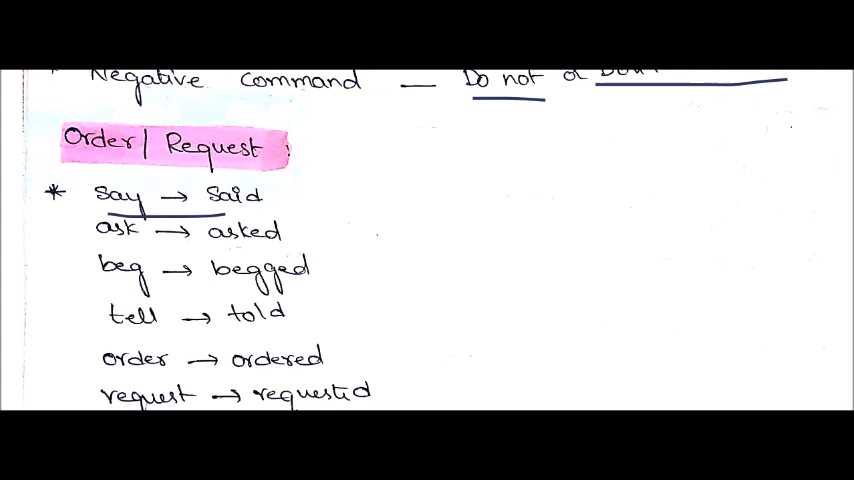 * Negative command — Do not or
Order| Request :
* Say → Said
ask → asked
beg → begged
tell → told
order → ordered
request → requested